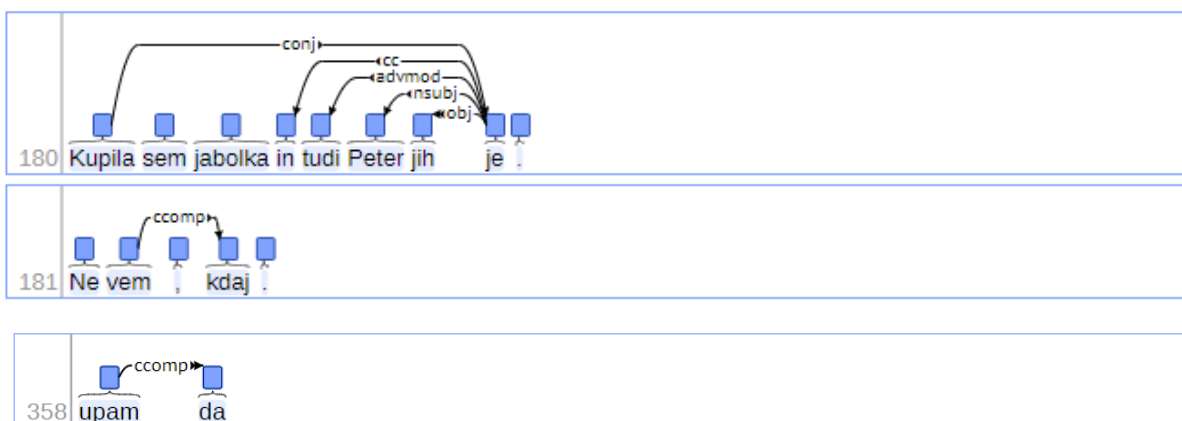 conj
cc
advmod
nsubj
obj
180 Kupila sem jabolka in tudi Peter jih je .
ccomp
181 Ne vem , kdaj .
ccomp
358 upam da